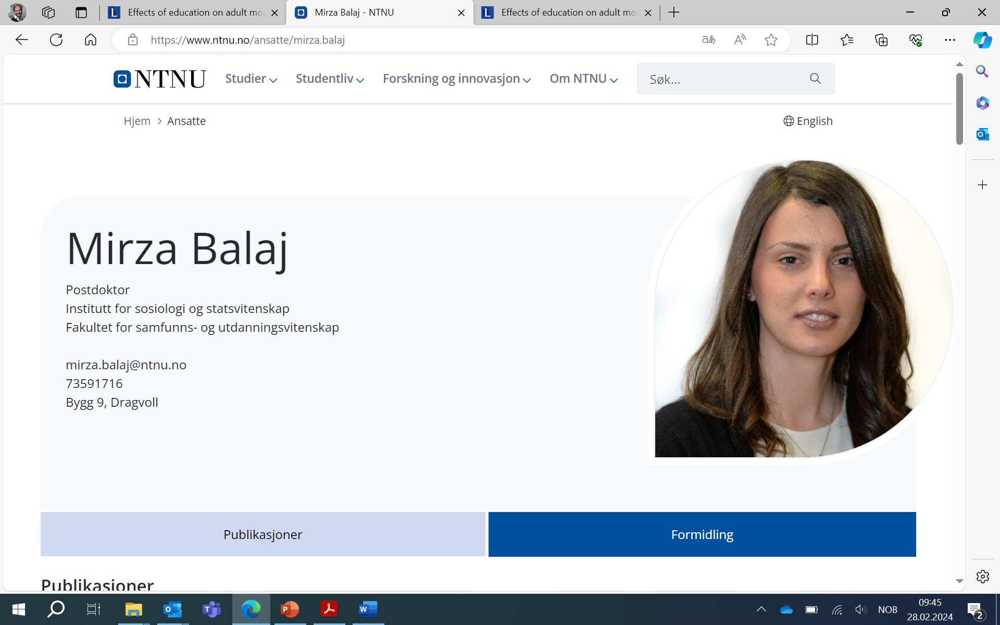 Effects of education on adult mo
Mirza Balaj - NTNU
Effects of education on adult mo
https://www.ntnu.no/ansatte/mirza.balaj
NTNU
Studier
Studentliv
Forskning og innovasjon
Om NTNU
Søk...
Hjem > Ansatte
English
Mirza Balaj
Postdoktor
Institutt for sosiologi og statsvitenskap
Fakultet for samfunns- og utdanningsvitenskap
mirza.balaj@ntnu.no
73591716
Bygg 9, Dragvoll
Publikasjoner
Formidling
Publikasjoner
NOB
09:45
28.02.2024
2